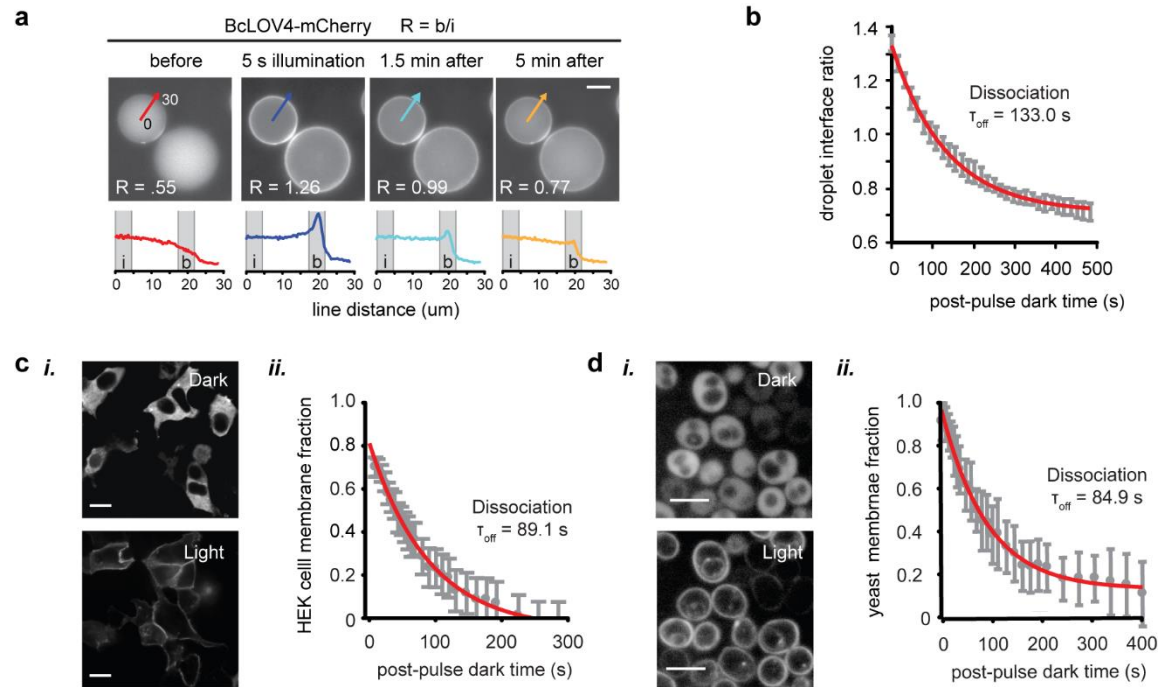 a
BcLOV4-mCherry R = b/i
before 5 s illumination 1.5 min after 5 min after
30
0
R = .55 R = 1.26 R = 0.99 R = 0.77
i b i b i b i b
0 10 20 30 0 10 20 30 0 10 20 30 0 10 20 30
line distance (um)
b
droplet interface ratio
1.4
1.2
1.0
0.8
0.6
Dissociation
τoff = 133.0 s
0 100 200 300 400 500
post-pulse dark time (s)
c i.
Dark
Light
ii.
HEK celll membrane fraction
1.0
0.8
0.6
0.4
0.2
0
Dissociation
τoff = 89.1 s
0 100 200 300
post-pulse dark time (s)
d i.
Dark
Light
ii.
yeast membrnae fraction
1.0
0.8
0.6
0.4
0.2
0
Dissociation
τoff = 84.9 s
0 100 200 300 400
post-pulse dark time (s)